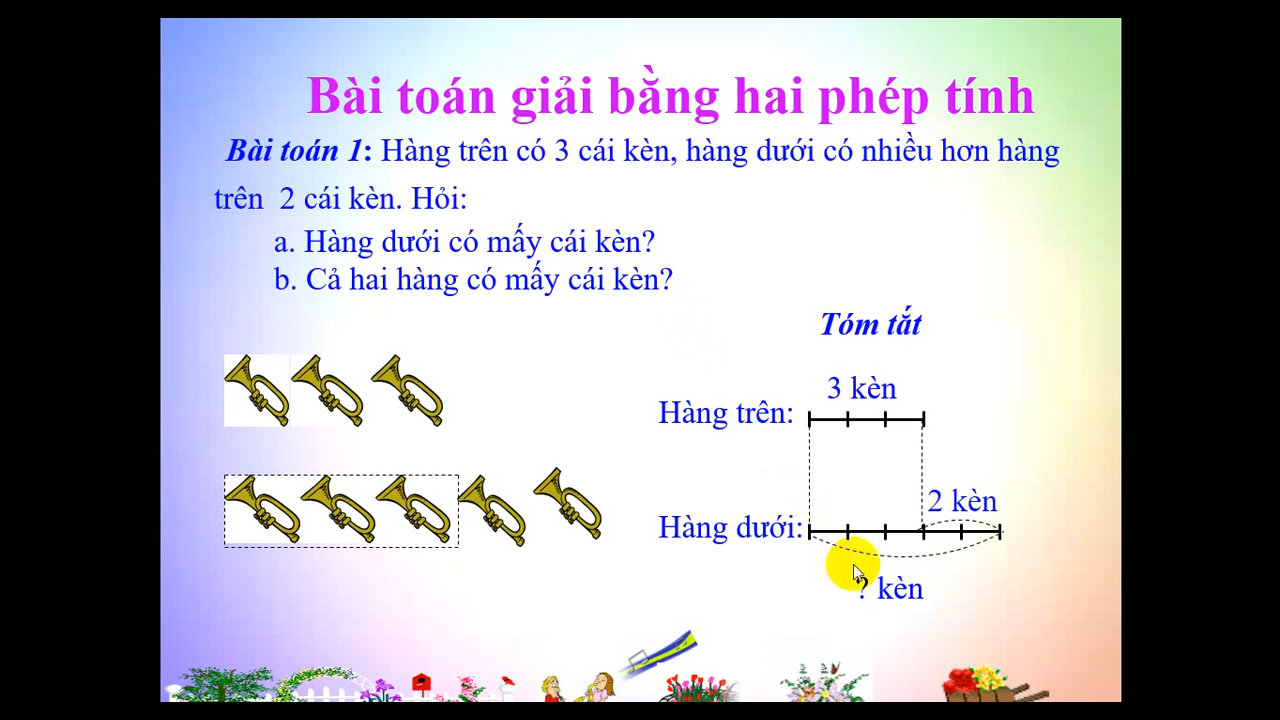 Bài toán giải bằng hai phép tính
Bài toán 1: Hàng trên có 3 cái kèn, hàng dưới có nhiều hơn hàng
trên 2 cái kèn. Hỏi:
a. Hàng dưới có mấy cái kèn?
b. Cả hai hàng có mấy cái kèn?
Tóm tắt
3 kèn
Hàng trên:
2 kèn
Hàng dưới:
? kèn